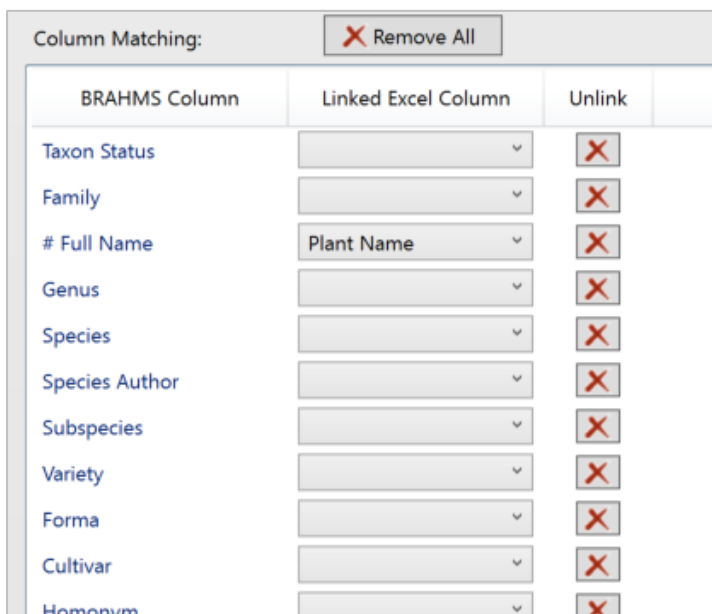 Column Matching: Remove All
BRAHMS Column Linked Excel Column Unlink
Taxon Status
Family
# Full Name Plant Name
Genus
Species
Species Author
Subspecies
Variety
Forma
Cultivar
Homonym